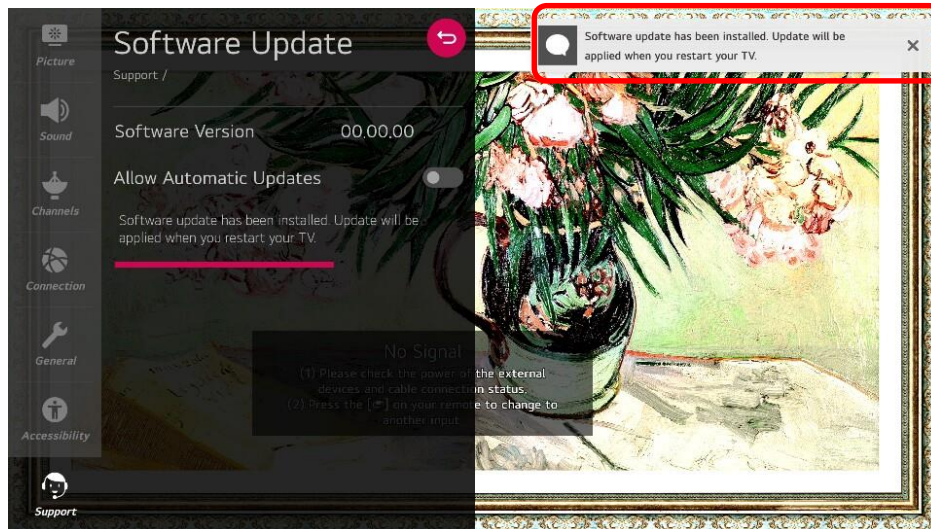 Picture
Sound
Channels
Connection
General
Accessibility
Support
Software Update
Support /
Software Version 00.00.00
Allow Automatic Updates
Software update has been installed. Update will be
applied when you restart your TV.
No Signal
(1) Please check the power of the external
devices and cable connection status.
(2) Press the [ ] on your remote to change to
another input.
Software update has been installed. Update will be
applied when you restart your TV.